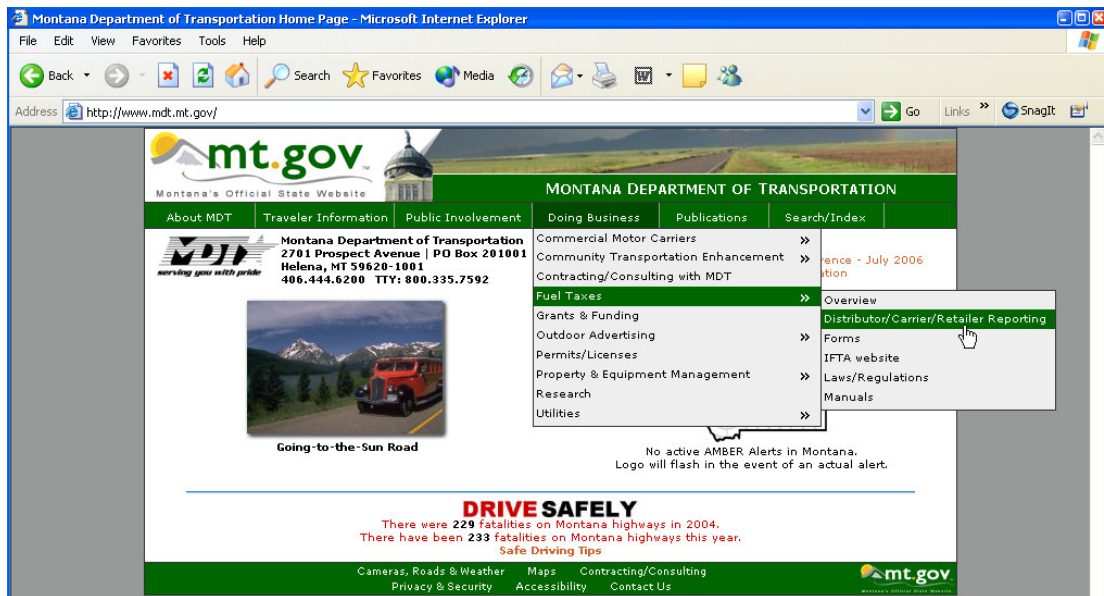 Montana Department of Transportation Home Page - Microsoft Internet Explorer
File Edit View Favorites Tools Help
Back Search Favorites Media
Address http://www.mdt.mt.gov/ Go Links » SnagIt
mt.gov
Montana's Official State Website
MONTANA DEPARTMENT OF TRANSPORTATION
About MDT Traveler Information Public Involvement Doing Business Publications Search/Index
MDT
serving you with pride
Montana Department of Transportation
2701 Prospect Avenue | PO Box 201001
Helena, MT 59620-1001
406.444.6200 TTY: 800.335.7592
Commercial Motor Carriers »
Community Transportation Enhancement »
Contracting/Consulting with MDT
Fuel Taxes »
Grants & Funding
Outdoor Advertising »
Permits/Licenses
Property & Equipment Management »
Research
Utilities »
rence - July 2006
ation
Overview
Distributor/Carrier/Retailer Reporting
Forms
IFTA website
Laws/Regulations
Manuals
Going-to-the-Sun Road
No active AMBER Alerts in Montana.
Logo will flash in the event of an actual alert.
DRIVE SAFELY
There were 229 fatalities on Montana highways in 2004.
There have been 233 fatalities on Montana highways this year.
Safe Driving Tips
Cameras, Roads & Weather Maps Contracting/Consulting
Privacy & Security Accessibility Contact Us
mt.gov
Montana's Official State Website